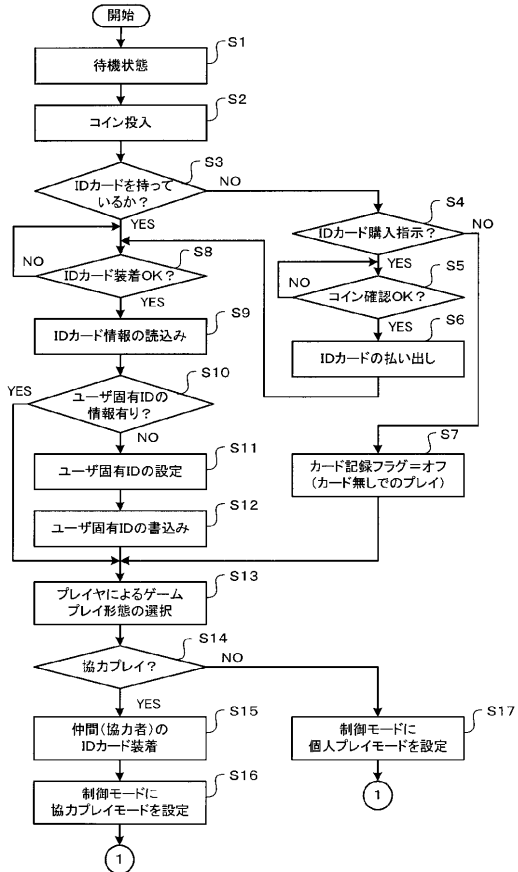 開始
S1
待機状態
S2
コイン投入
S3
IDカードを持って
いるか？
NO
YES
S4
IDカード購入指示？
NO
YES
S5
NO
コイン確認OK？
YES
S6
IDカードの払い出し
S7
カード記録フラグ＝オフ
(カード無しでのプレイ)
S8
NO
IDカード装着OK？
YES
S9
IDカード情報の読込み
S10
YES
ユーザ固有IDの
情報有り？
NO
S11
ユーザ固有IDの設定
S12
ユーザ固有IDの書込み
S13
プレイヤによるゲーム
プレイ形態の選択
S14
協力プレイ？
NO
YES
S15
仲間(協力者)の
IDカード装着
S16
制御モードに
協力プレイモードを設定
1
S17
制御モードに
個人プレイモードを設定
1